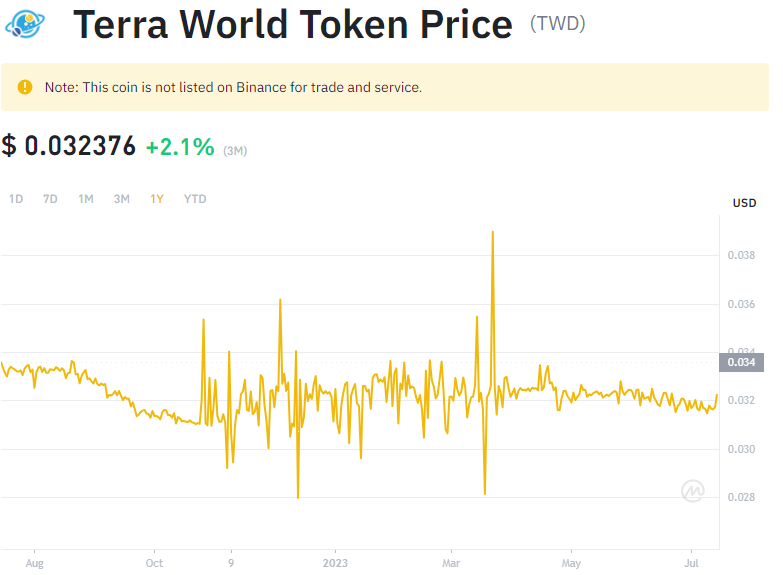 Terra World Token Price (TWD)
Note: This coin is not listed on Binance for trade and service.
$ 0.032376 +2.1% (3M)
1D 7D 1M 3M 1Y YTD
USD
0.038
0.036
0.034
0.034
0.032
0.030
0.028
Aug Oct 9 2023 Mar May Jul